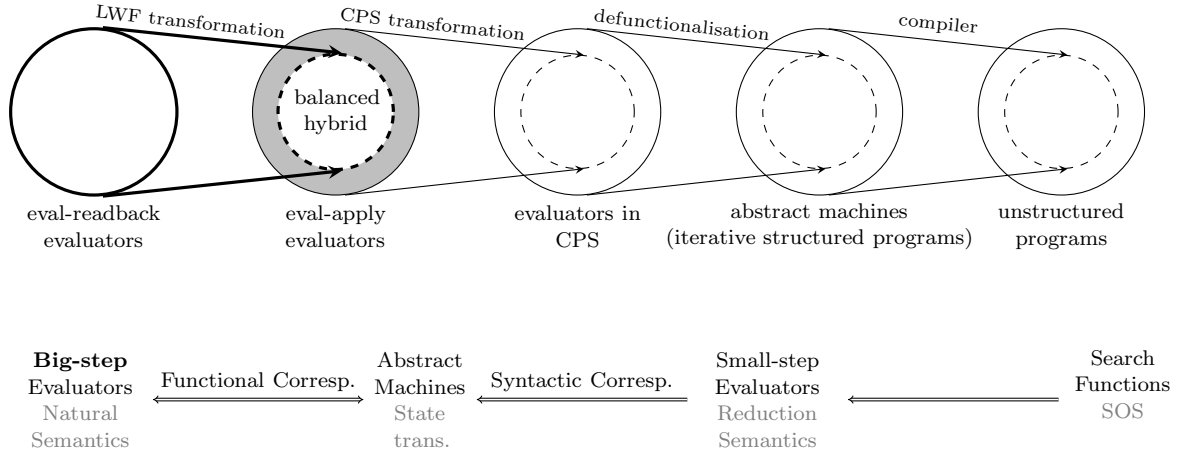 LWF transformation
CPS transformation
defunctionalisation
compiler
balanced
hybrid
eval-readback
evaluators
eval-apply
evaluators
evaluators in
CPS
abstract machines
(iterative structured programs)
unstructured
programs
Big-step
Evaluators
Natural
Semantics
Functional Corresp.
Abstract
Machines
State
trans.
Syntactic Corresp.
Small-step
Evaluators
Reduction
Semantics
Search
Functions
SOS